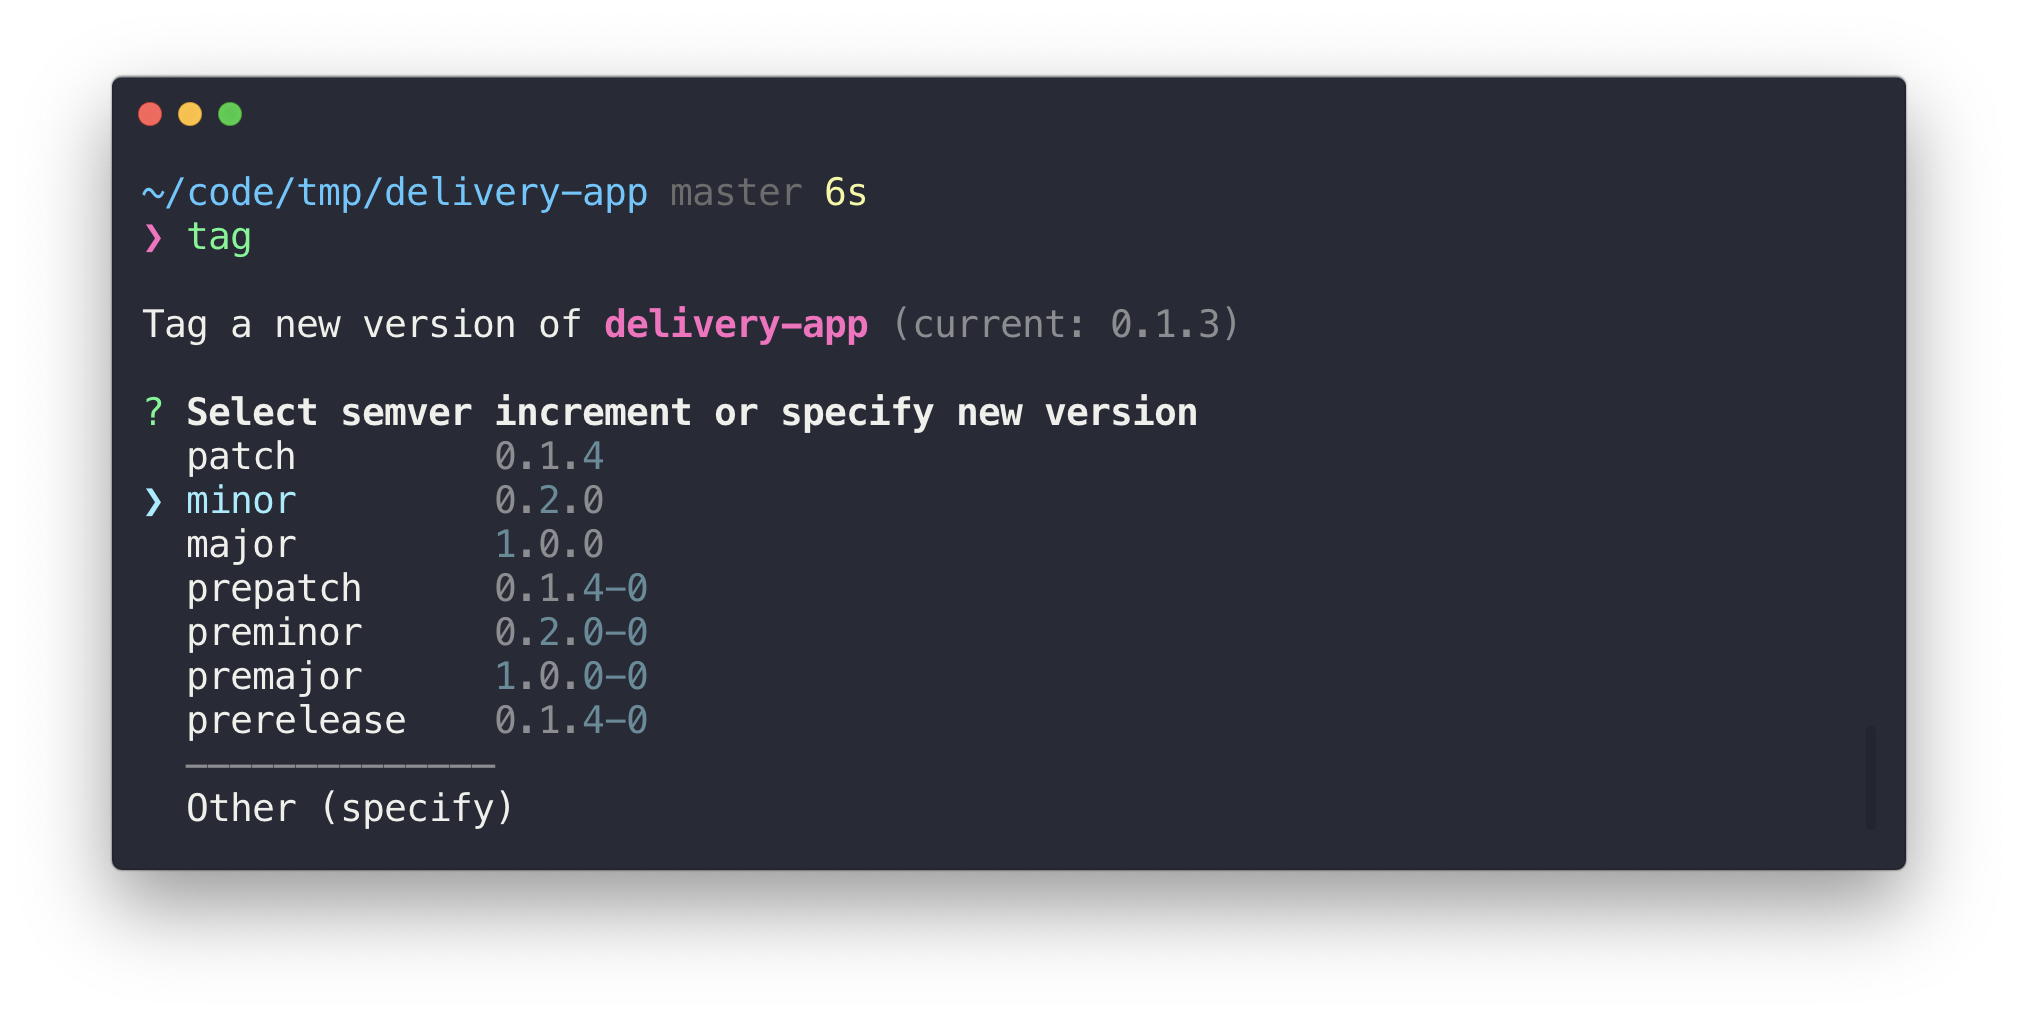 ~/code/tmp/delivery-app master 6s
❯ tag
Tag a new version of delivery-app (current: 0.1.3)
? Select semver increment or specify new version
patch 0.1.4
❯ minor 0.2.0
major 1.0.0
prepatch 0.1.4-0
preminor 0.2.0-0
premajor 1.0.0-0
prerelease 0.1.4-0
──────────────
Other (specify)